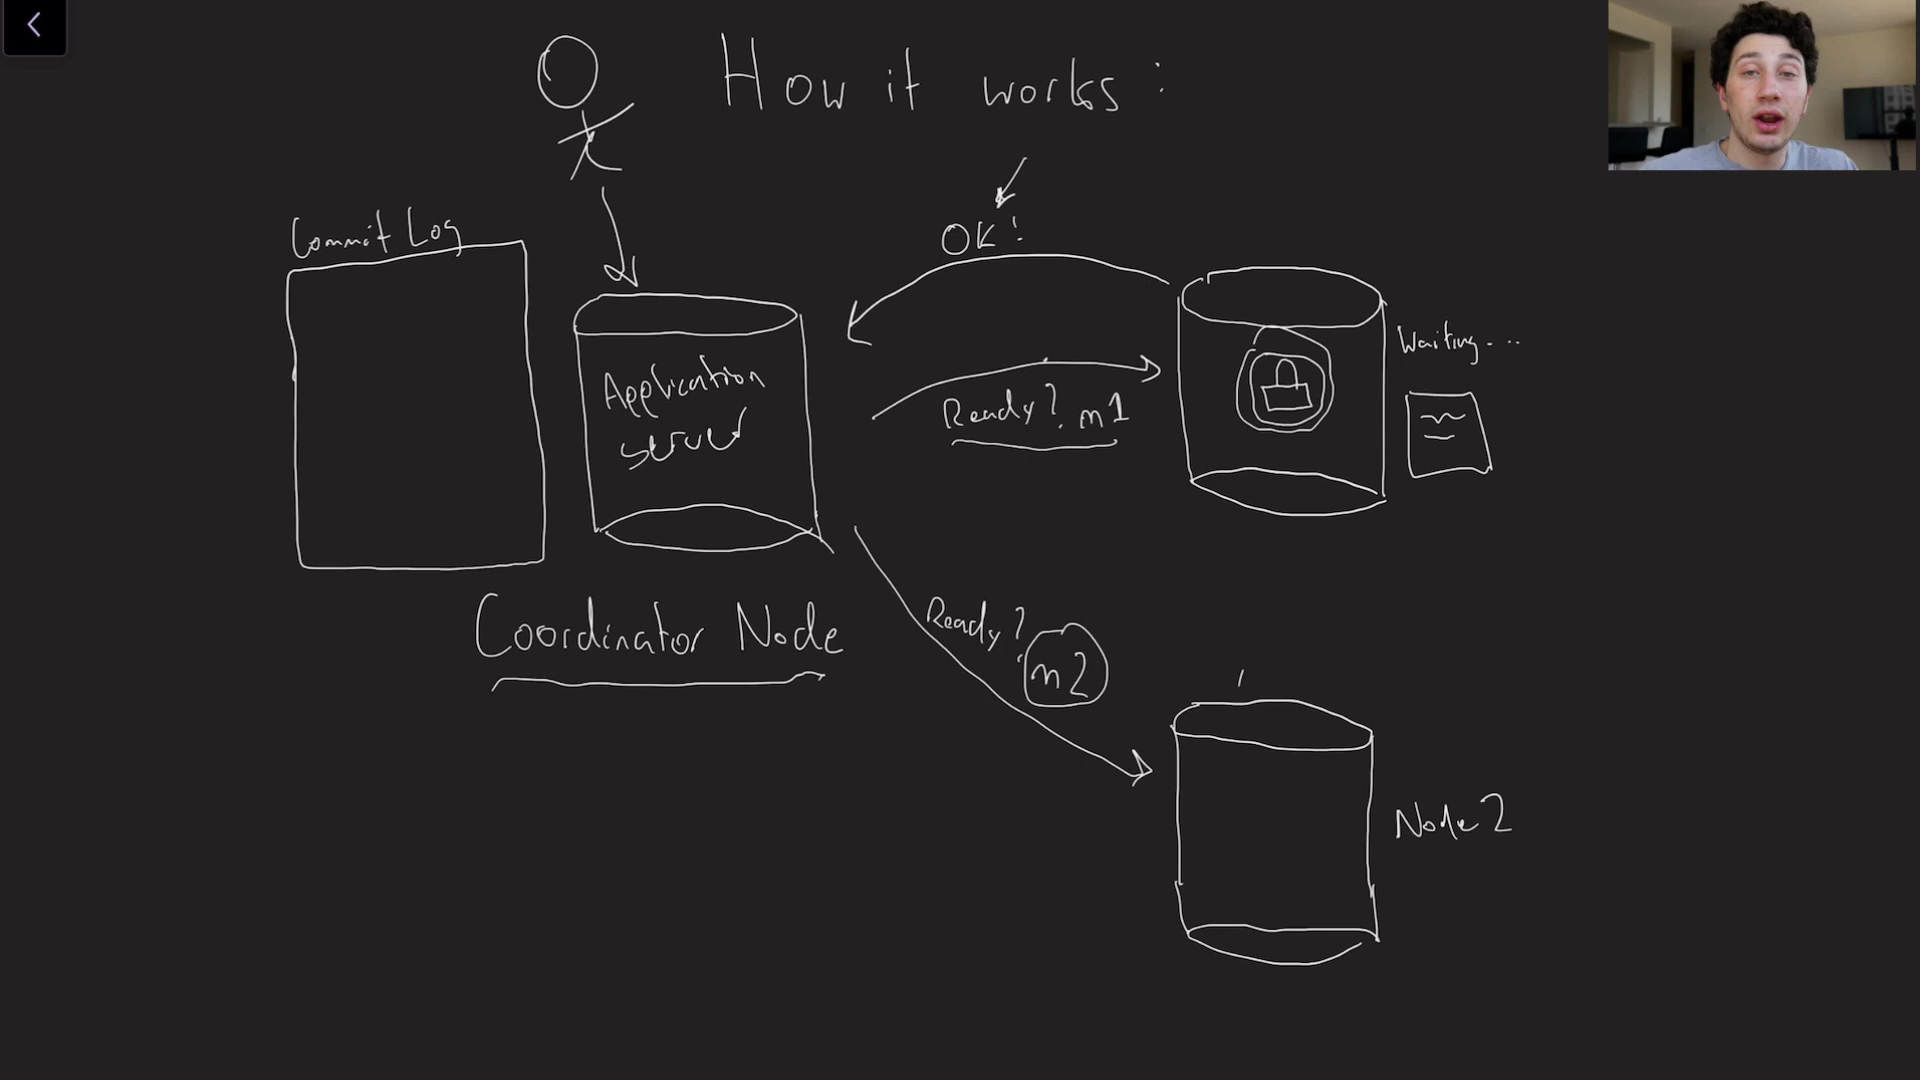 How it works:
Commit Log
OK!
Application
server
Waiting...
Ready? m1
Coordinator Node
Ready?
m2
Node 2